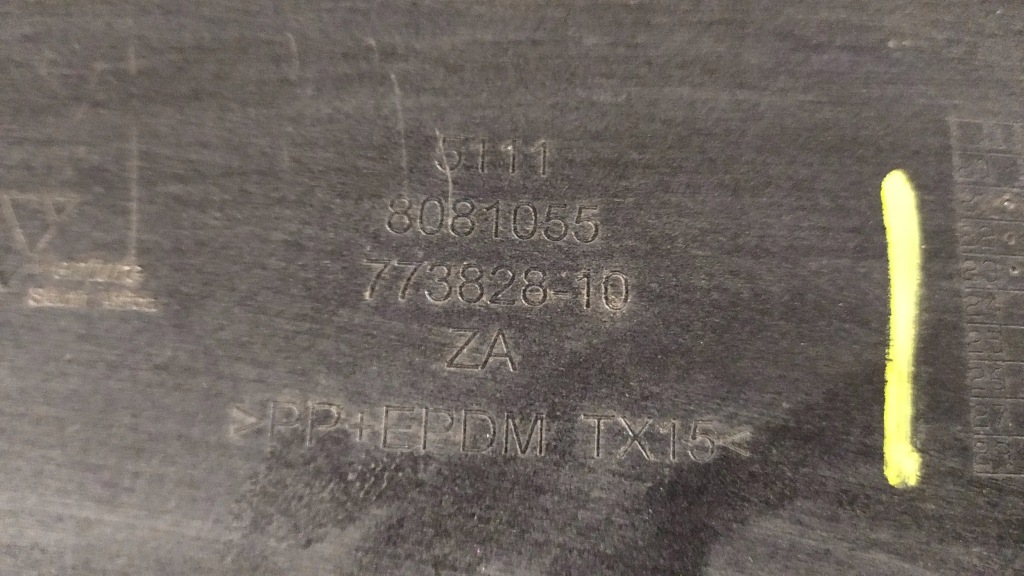 5111
8081055
773828-10
ZA
>PP+EPDM TX15<